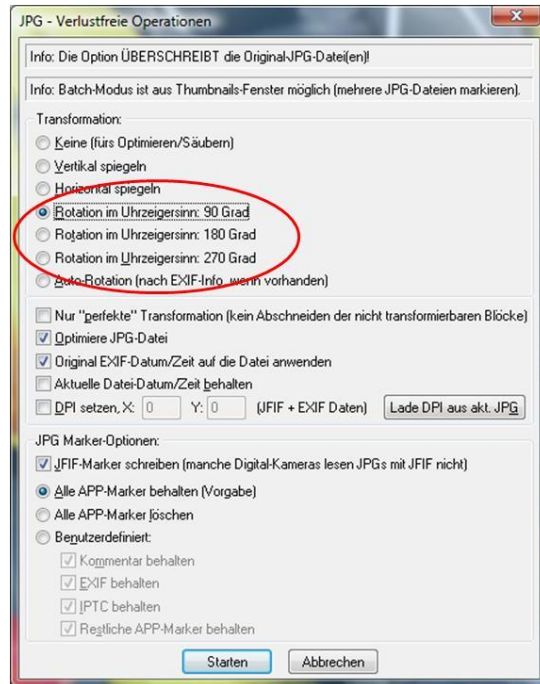 JPG - Verlustfreie Operationen
Info: Die Option ÜBERSCHREIBT die Original-JPG-Datei(en)!
Info: Batch-Modus ist aus Thumbnails-Fenster möglich (mehrere JPG-Dateien markieren).
Transformation:
Keine (fürs Optimieren/Säubern)
Vertikal spiegeln
Horizontal spiegeln
Rotation im Uhrzeigersinn: 90 Grad
Rotation im Uhrzeigersinn: 180 Grad
Rotation im Uhrzeigersinn: 270 Grad
Auto-Rotation (nach EXIF-Info, wenn vorhanden)
Nur "perfekte" Transformation (kein Abschneiden der nicht transformierbaren Blöcke)
Optimiere JPG-Datei
Original EXIF-Datum/Zeit auf die Datei anwenden
Aktuelle Datei-Datum/Zeit behalten
DPI setzen, X: 0 Y: 0 (JFIF + EXIF Daten) Lade DPI aus akt. JPG
JPG Marker-Optionen:
JFIF-Marker schreiben (manche Digital-Kameras lesen JPGs mit JFIF nicht)
Alle APP-Marker behalten (Vorgabe)
Alle APP-Marker löschen
Benutzerdefiniert:
Kommentar behalten
EXIF behalten
IPTC behalten
Restliche APP-Marker behalten
Starten Abbrechen